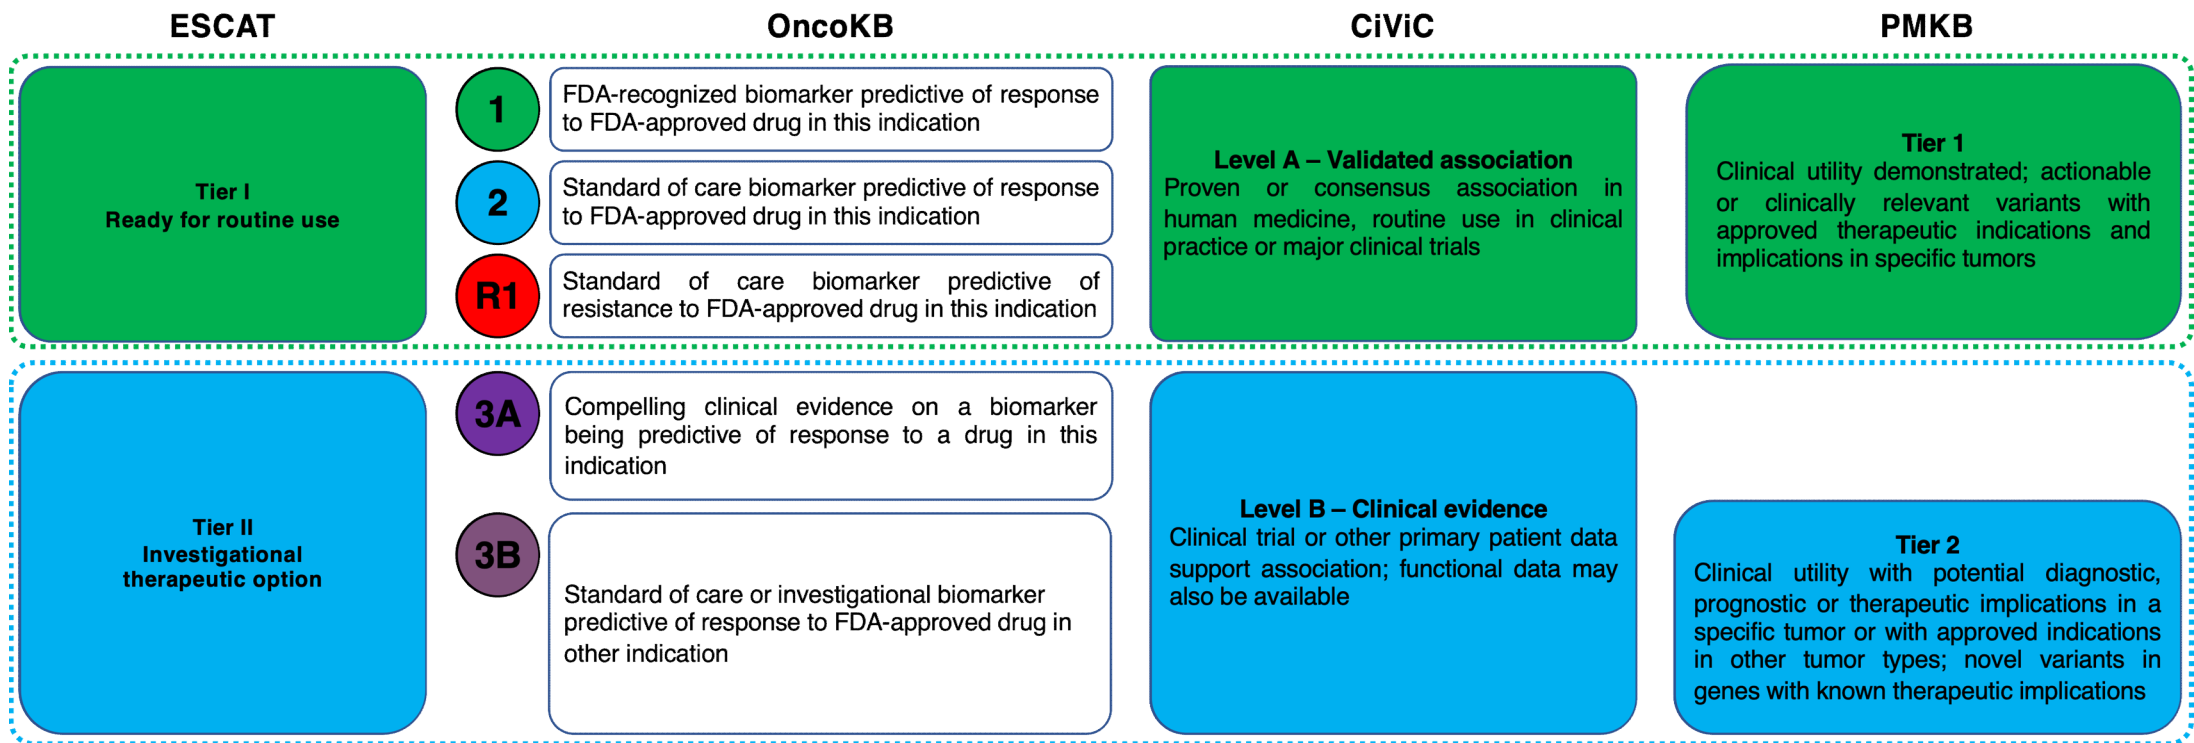 ESCAT
OncoKB
CiViC
PMKB
Tier I
Ready for routine use
1
FDA-recognized biomarker predictive of response
to FDA-approved drug in this indication
2
Standard of care biomarker predictive of response
to FDA-approved drug in this indication
R1
Standard of care biomarker predictive of
resistance to FDA-approved drug in this indication
Level A – Validated association
Proven or consensus association in
human medicine, routine use in clinical
practice or major clinical trials
Tier 1
Clinical utility demonstrated; actionable
or clinically relevant variants with
approved therapeutic indications and
implications in specific tumors
Tier II
Investigational
therapeutic option
3A
Compelling clinical evidence on a biomarker
being predictive of response to a drug in this
indication
3B
Standard of care or investigational biomarker
predictive of response to FDA-approved drug in
other indication
Level B – Clinical evidence
Clinical trial or other primary patient data
support association; functional data may
also be available
Tier 2
Clinical utility with potential diagnostic,
prognostic or therapeutic implications in a
specific tumor or with approved indications
in other tumor types; novel variants in
genes with known therapeutic implications